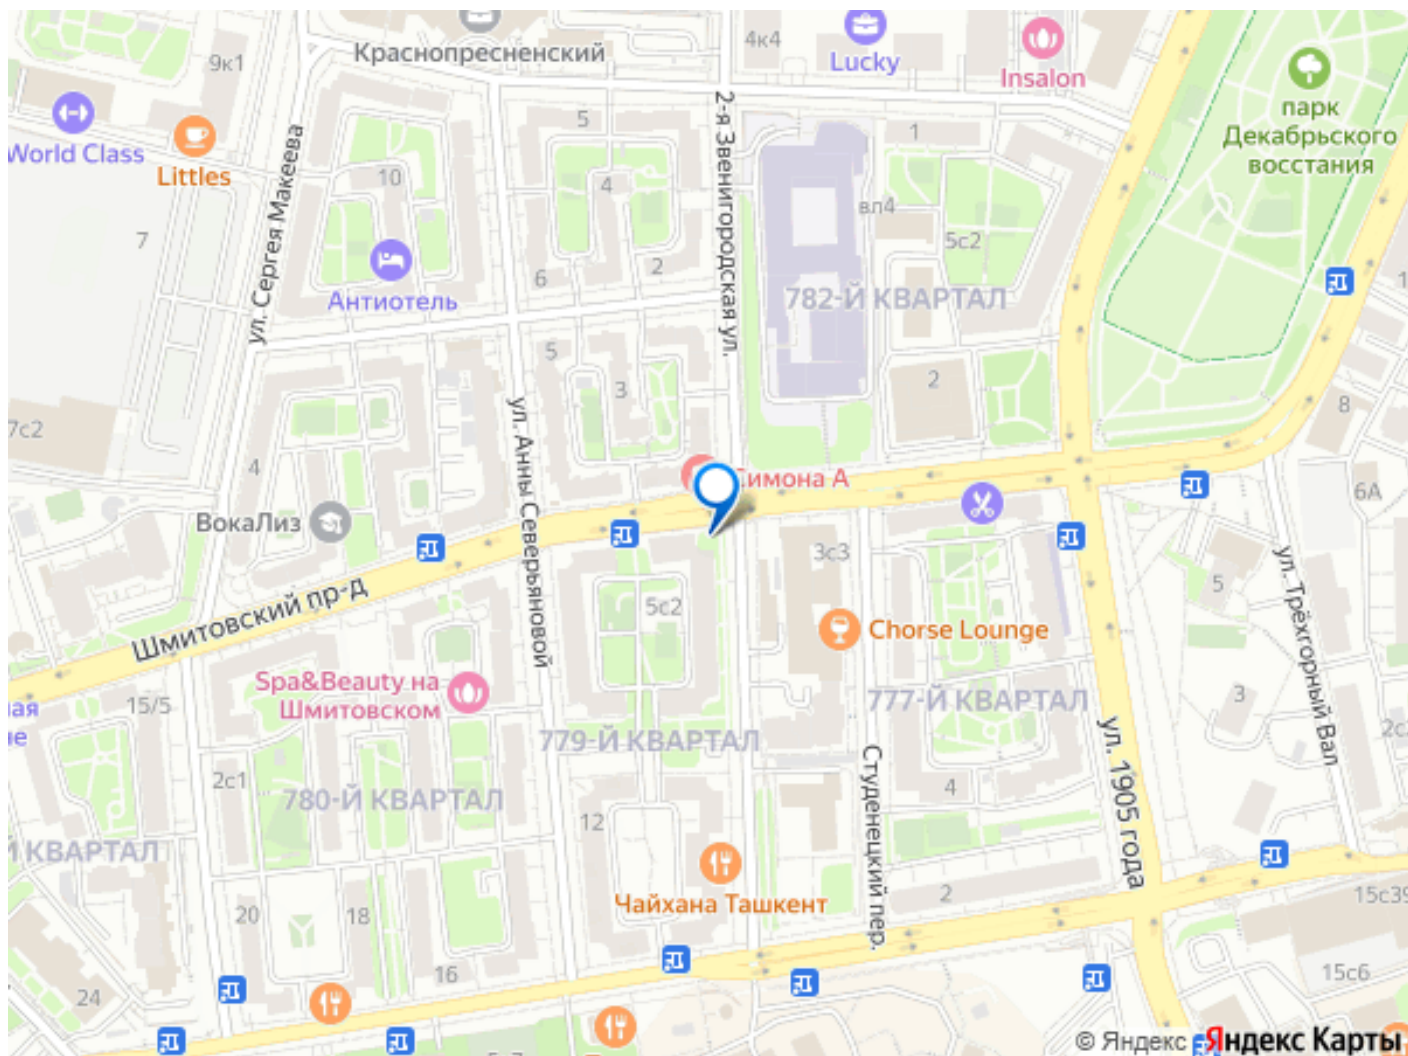 Краснопресненский
4к4
Lucky
Insalon
9к1
World Class
Littles
ул. Сергея Макеева
5
10
4
7
6
2
Антиотель
2-я Звенигородская ул.
1
вл4
5с2
782-Й КВАРТАЛ
парк
Декабрьского
восстания
1
5
3
2
8
7с2
4
ул. Анны Северьяновой
Симона А
6А
ВокаЛиз
3с3
5
ул. Трёхгорный Вал
Шмитовский пр-д
5с2
Chorse Lounge
Spa&Beauty на
Шмитовском
15/5
ая
е
777-Й КВАРТАЛ
3
ул. 1905 года
779-Й КВАРТАЛ
2с1
780-Й КВАРТАЛ
Студенецкий пер.
4
12
КВАРТАЛ
Чайхана Ташкент
2
15с39
20
18
16
24
15с6
© Яндекс
Яндекс Карты